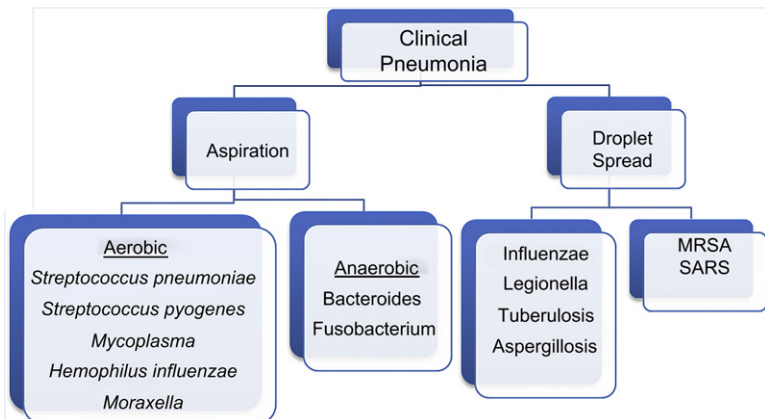 Clinical
Pneumonia
Aspiration
Droplet
Spread
Aerobic
Streptococcus pneumoniae
Streptococcus pyogenes
Mycoplasma
Hemophilus influenzae
Moraxella
Anaerobic
Bacteroides
Fusobacterium
Influenzae
Legionella
Tuberulosis
Aspergillosis
MRSA
SARS